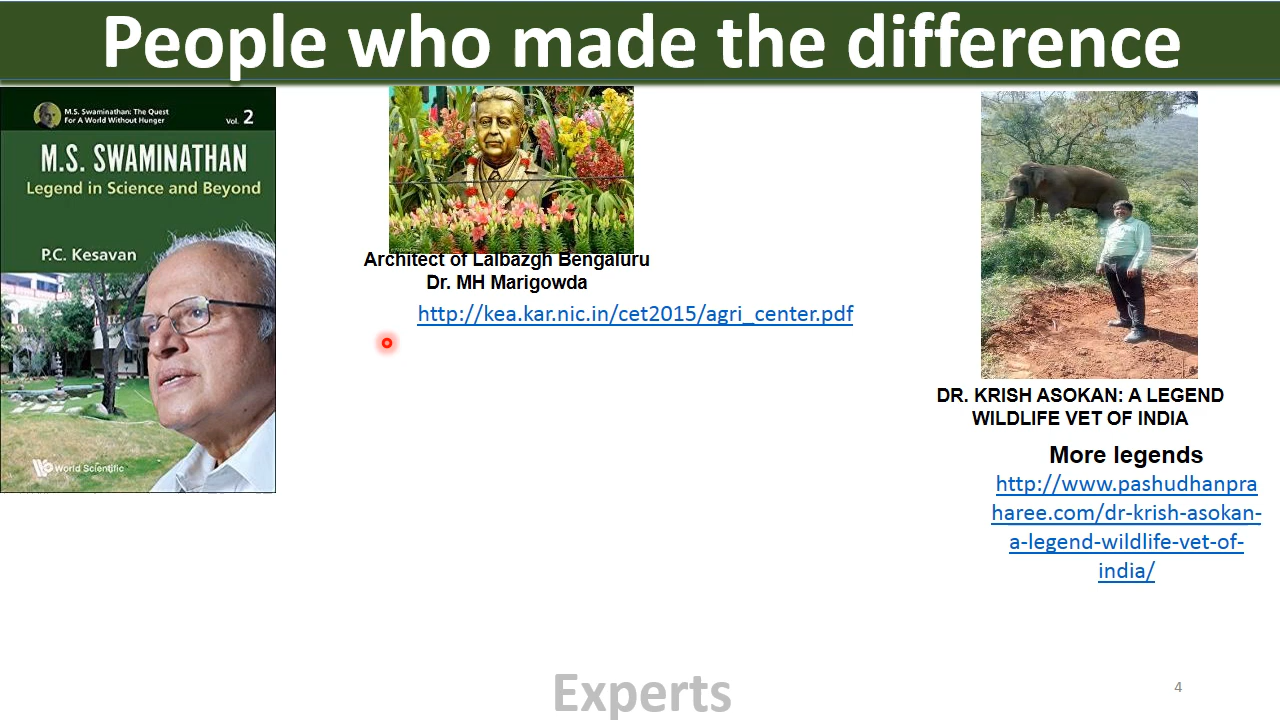 People who made the difference
M.S. Swaminathan: The Quest
For A World Without Hunger
Vol. 2
M.S. SWAMINATHAN
Legend in Science and Beyond
P.C. Kesavan
World Scientific
Architect of Lalbazgh Bengaluru
Dr. MH Marigowda
http://kea.kar.nic.in/cet2015/agri_center.pdf
DR. KRISH ASOKAN: A LEGEND
WILDLIFE VET OF INDIA
More legends
http://www.pashudhanpra
haree.com/dr-krish-asokan-
a-legend-wildlife-vet-of-
india/
Experts
4